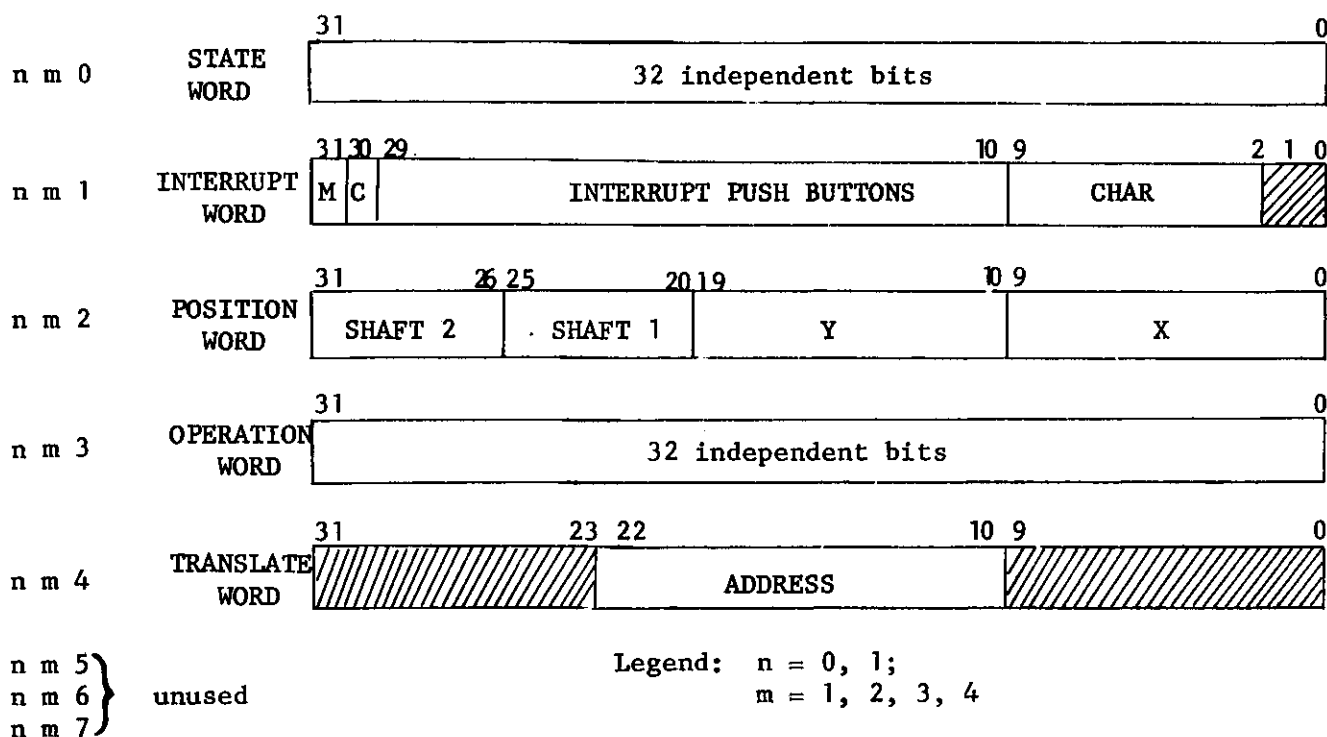 31 0
n m 0 STATE WORD 32 independent bits
31 30 29 10 9 2 1 0
n m 1 INTERRUPT WORD M C INTERRUPT PUSH BUTTONS CHAR
31 26 25 20 19 10 9 0
n m 2 POSITION WORD SHAFT 2 SHAFT 1 Y X
31 0
n m 3 OPERATION WORD 32 independent bits
31 23 22 10 9 0
n m 4 TRANSLATE WORD ADDRESS
n m 5
n m 6 unused
n m 7
Legend: n = 0, 1;
m = 1, 2, 3, 4